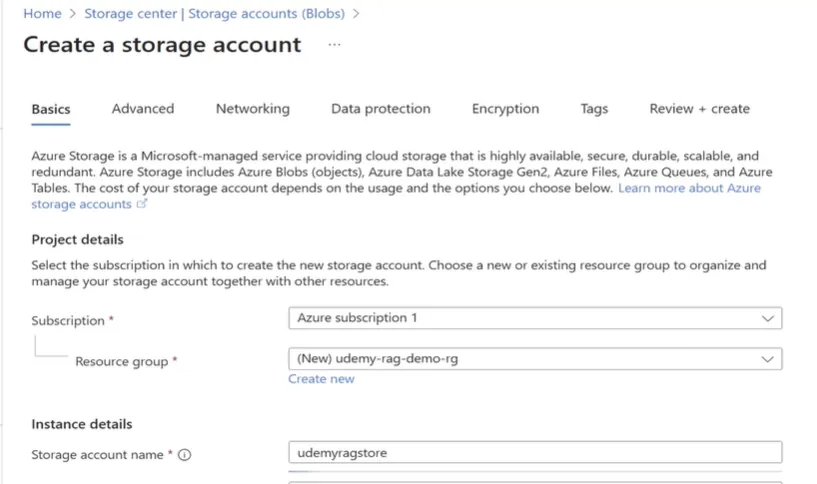 Home > Storage center | Storage accounts (Blobs) >
Create a storage account ...
Basics Advanced Networking Data protection Encryption Tags Review + create
Azure Storage is a Microsoft-managed service providing cloud storage that is highly available, secure, durable, scalable, and
redundant. Azure Storage includes Azure Blobs (objects), Azure Data Lake Storage Gen2, Azure Files, Azure Queues, and Azure
Tables. The cost of your storage account depends on the usage and the options you choose below. Learn more about Azure
storage accounts
Project details
Select the subscription in which to create the new storage account. Choose a new or existing resource group to organize and
manage your storage account together with other resources.
Subscription * Azure subscription 1
Resource group * (New) udemy-rag-demo-rg
Create new
Instance details
Storage account name * udemyragstore